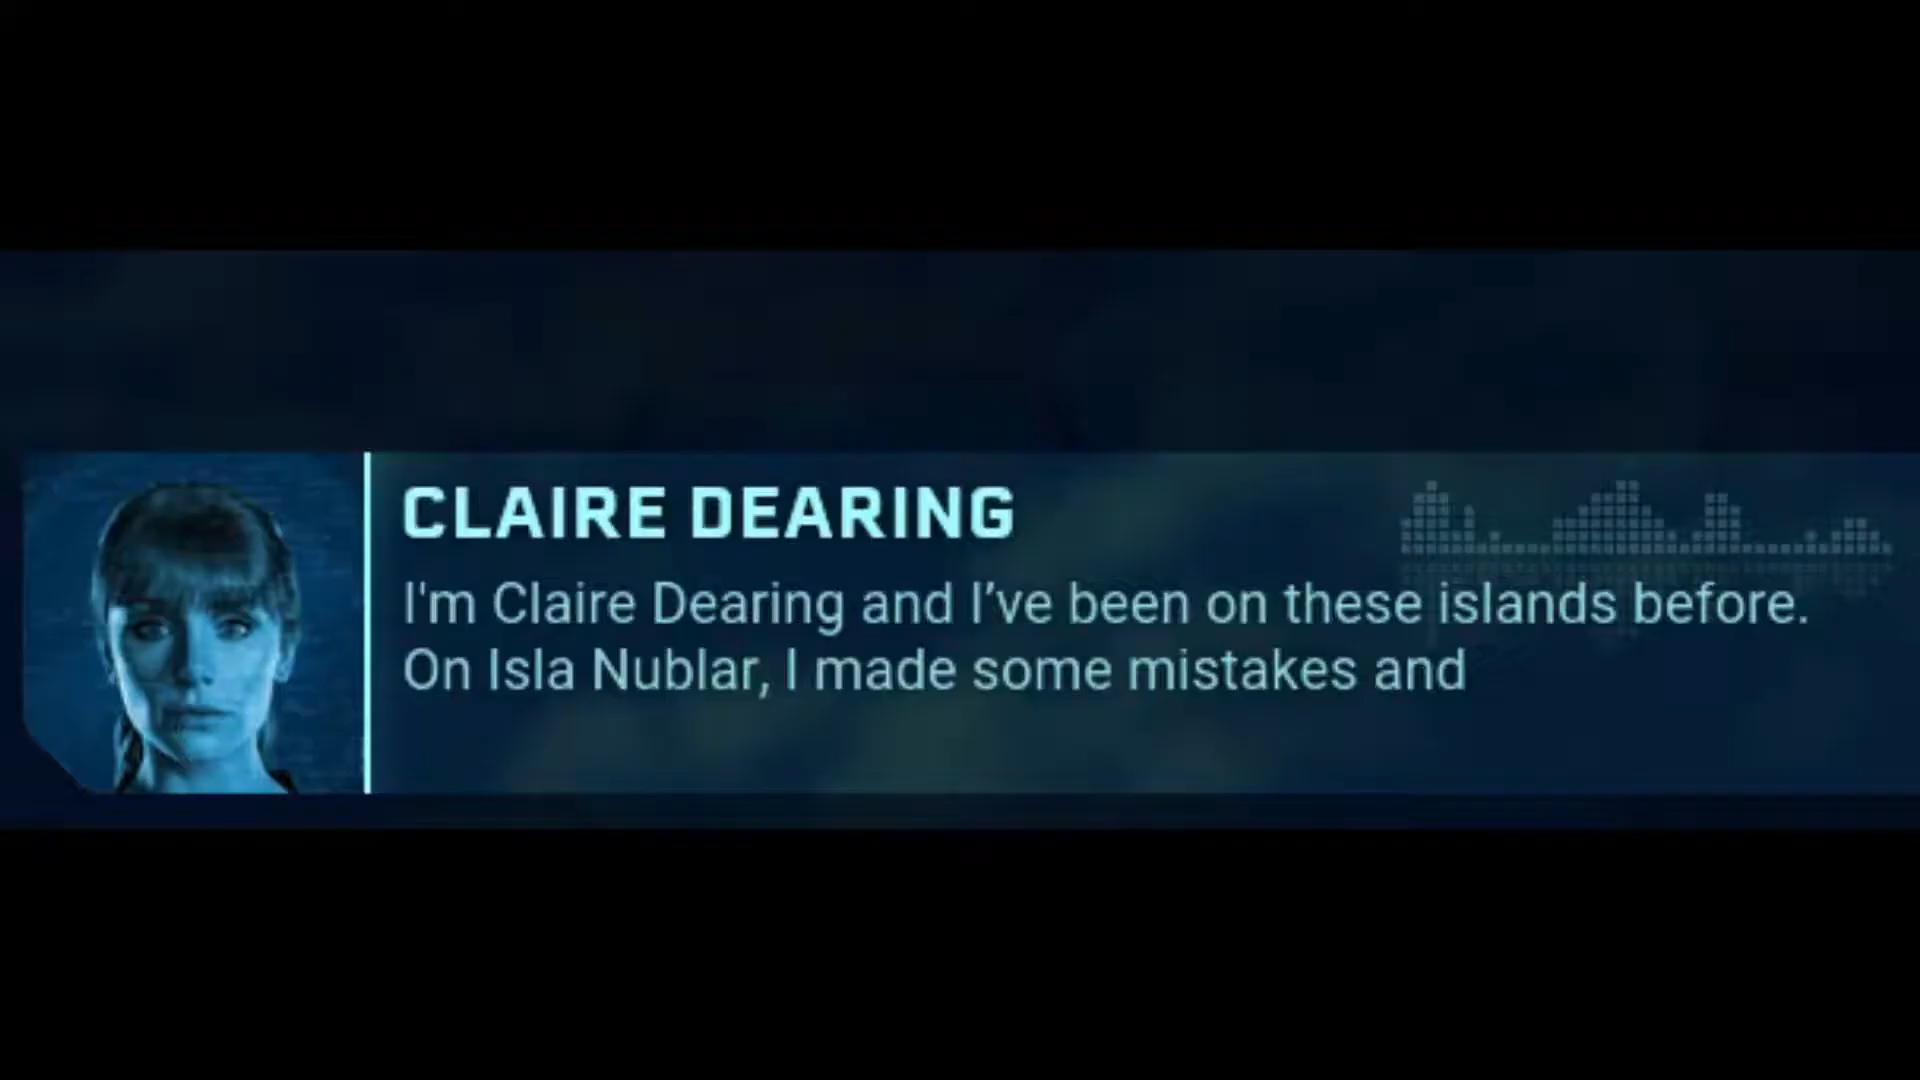 CLAIRE DEARING
I'm Claire Dearing and I’ve been on these islands before.
On Isla Nublar, I made some mistakes and